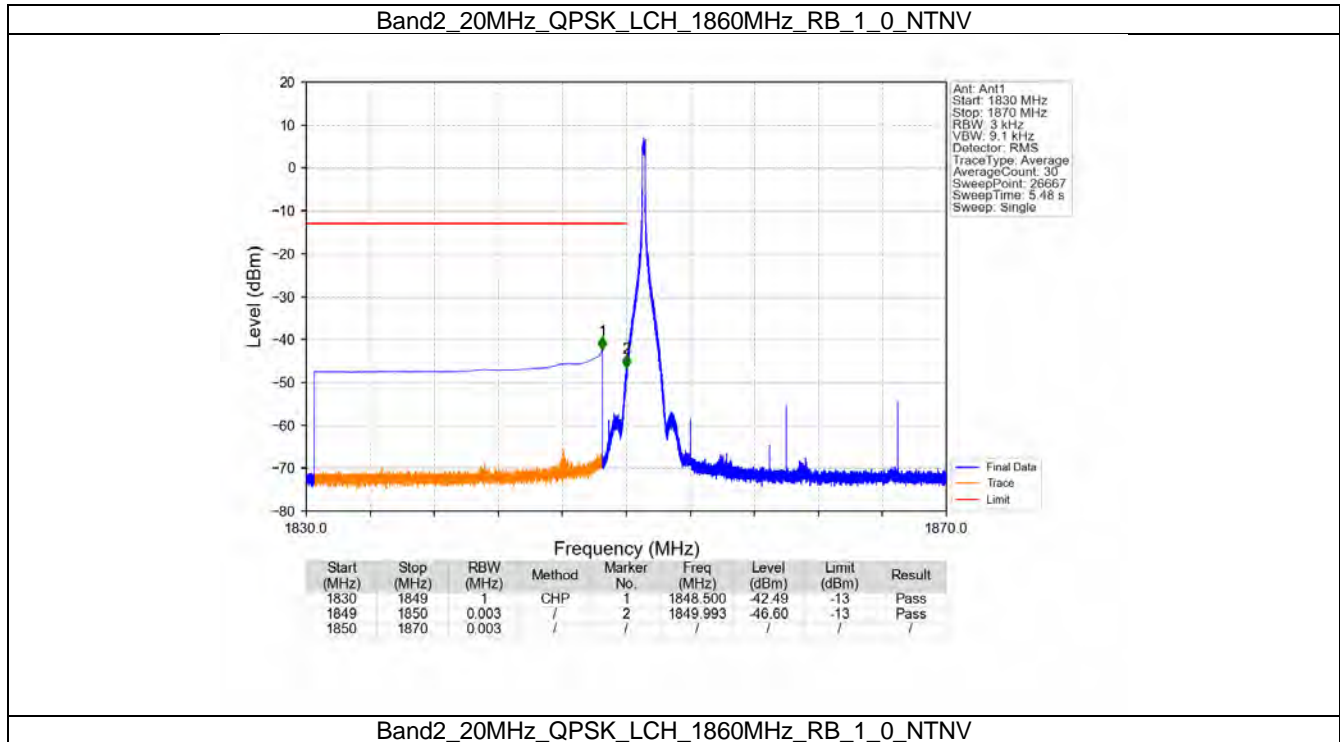 Band2_20MHz_QPSK_LCH_1860MHz_RB_1_0_NTNV
20
10
0
−10
−20
−30
−40
−50
−60
−70
−80
Level (dBm)
1830.0
1870.0
Frequency (MHz)
1
2
Ant: Ant1
Start: 1830 MHz
Stop: 1870 MHz
RBW: 3 kHz
VBW: 9.1 kHz
Detector: RMS
TraceType: Average
AverageCount: 30
SweepPoint: 26667
SweepTime: 5.48 s
Sweep: Single
Final Data
Trace
Limit
Start (MHz) Stop (MHz) RBW (MHz) Method Marker No. Freq (MHz) Level (dBm) Limit (dBm) Result
1830 1849 1 CHP 1 1848.500 -42.49 -13 Pass
1849 1850 0.003 / 2 1849.993 -46.60 -13 Pass
1850 1870 0.003 / / / / / /
Band2_20MHz_QPSK_LCH_1860MHz_RB_1_0_NTNV